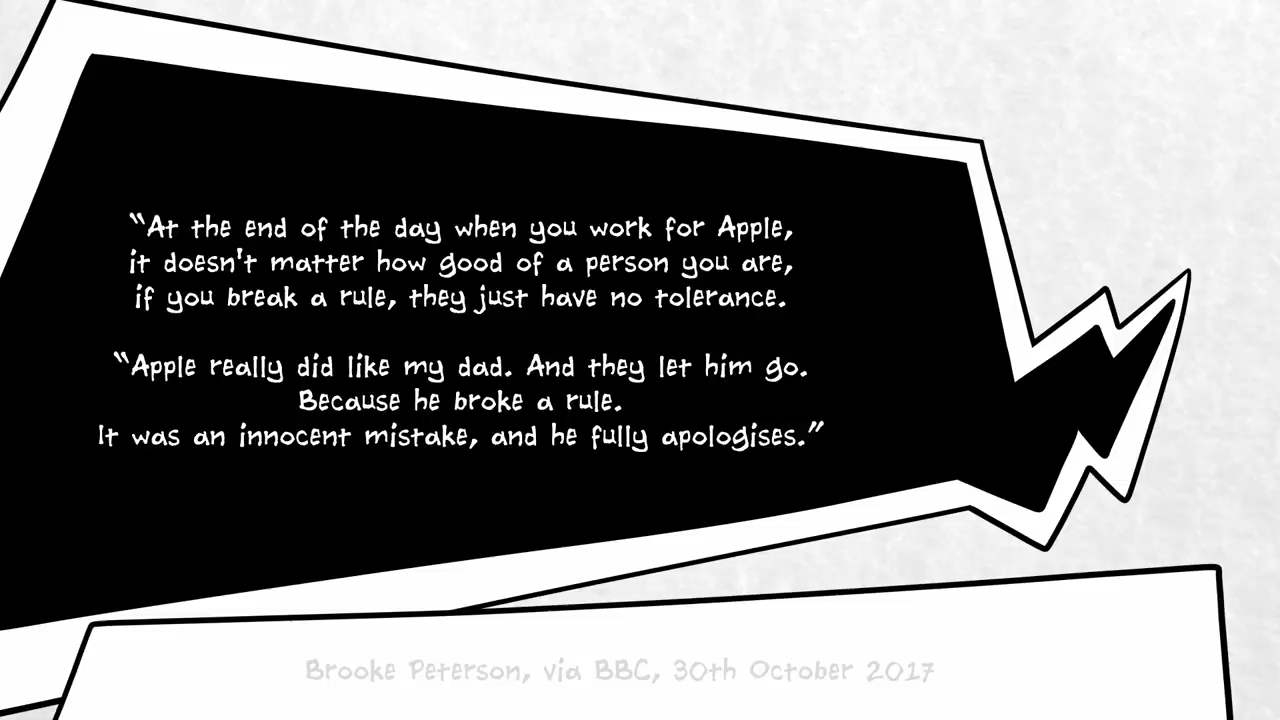 “At the end of the day when you work for Apple,
it doesn't matter how good of a person you are,
if you break a rule, they just have no tolerance.
“Apple really did like my dad. And they let him go.
Because he broke a rule.
It was an innocent mistake, and he fully apologises.”
Brooke Peterson, via BBC, 30th October 2017